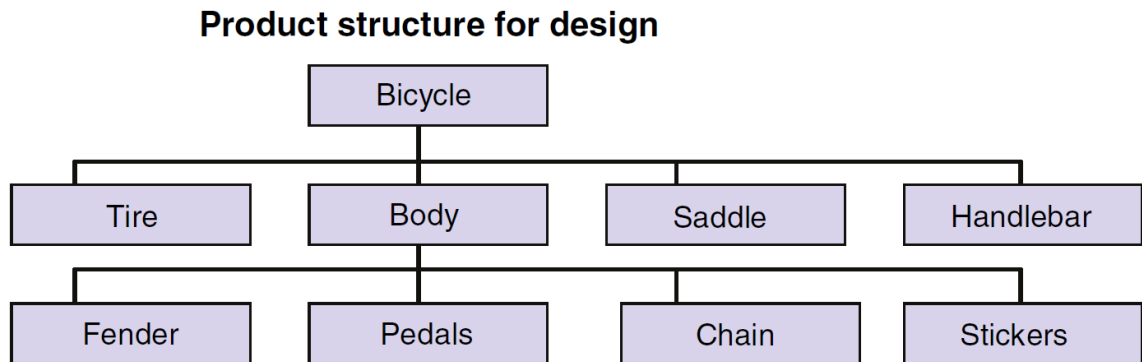 Product structure for design
Bicycle
Tire
Body
Saddle
Handlebar
Fender
Pedals
Chain
Stickers